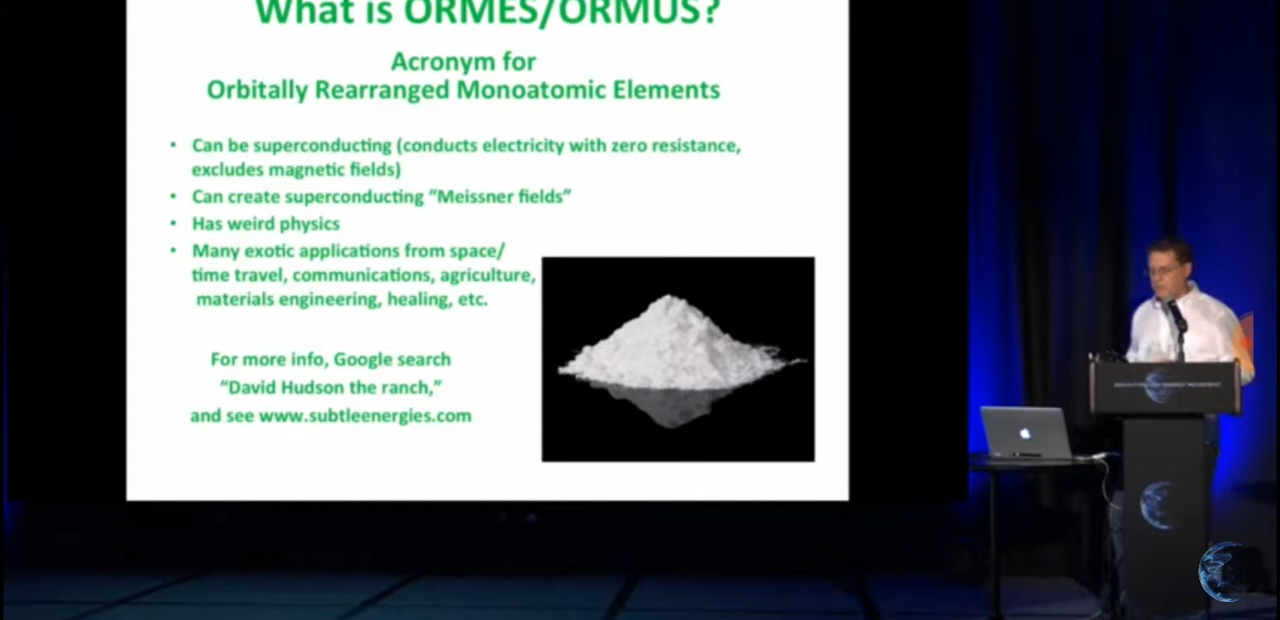 What is ORMES/ORMUS?
Acronym for
Orbitally Rearranged Monoatomic Elements
• Can be superconducting (conducts electricity with zero resistance,
excludes magnetic fields)
• Can create superconducting “Meissner fields”
• Has weird physics
• Many exotic applications from space/
time travel, communications, agriculture,
materials engineering, healing, etc.
For more info, Google search
“David Hudson the ranch,”
and see www.subtleenergies.com